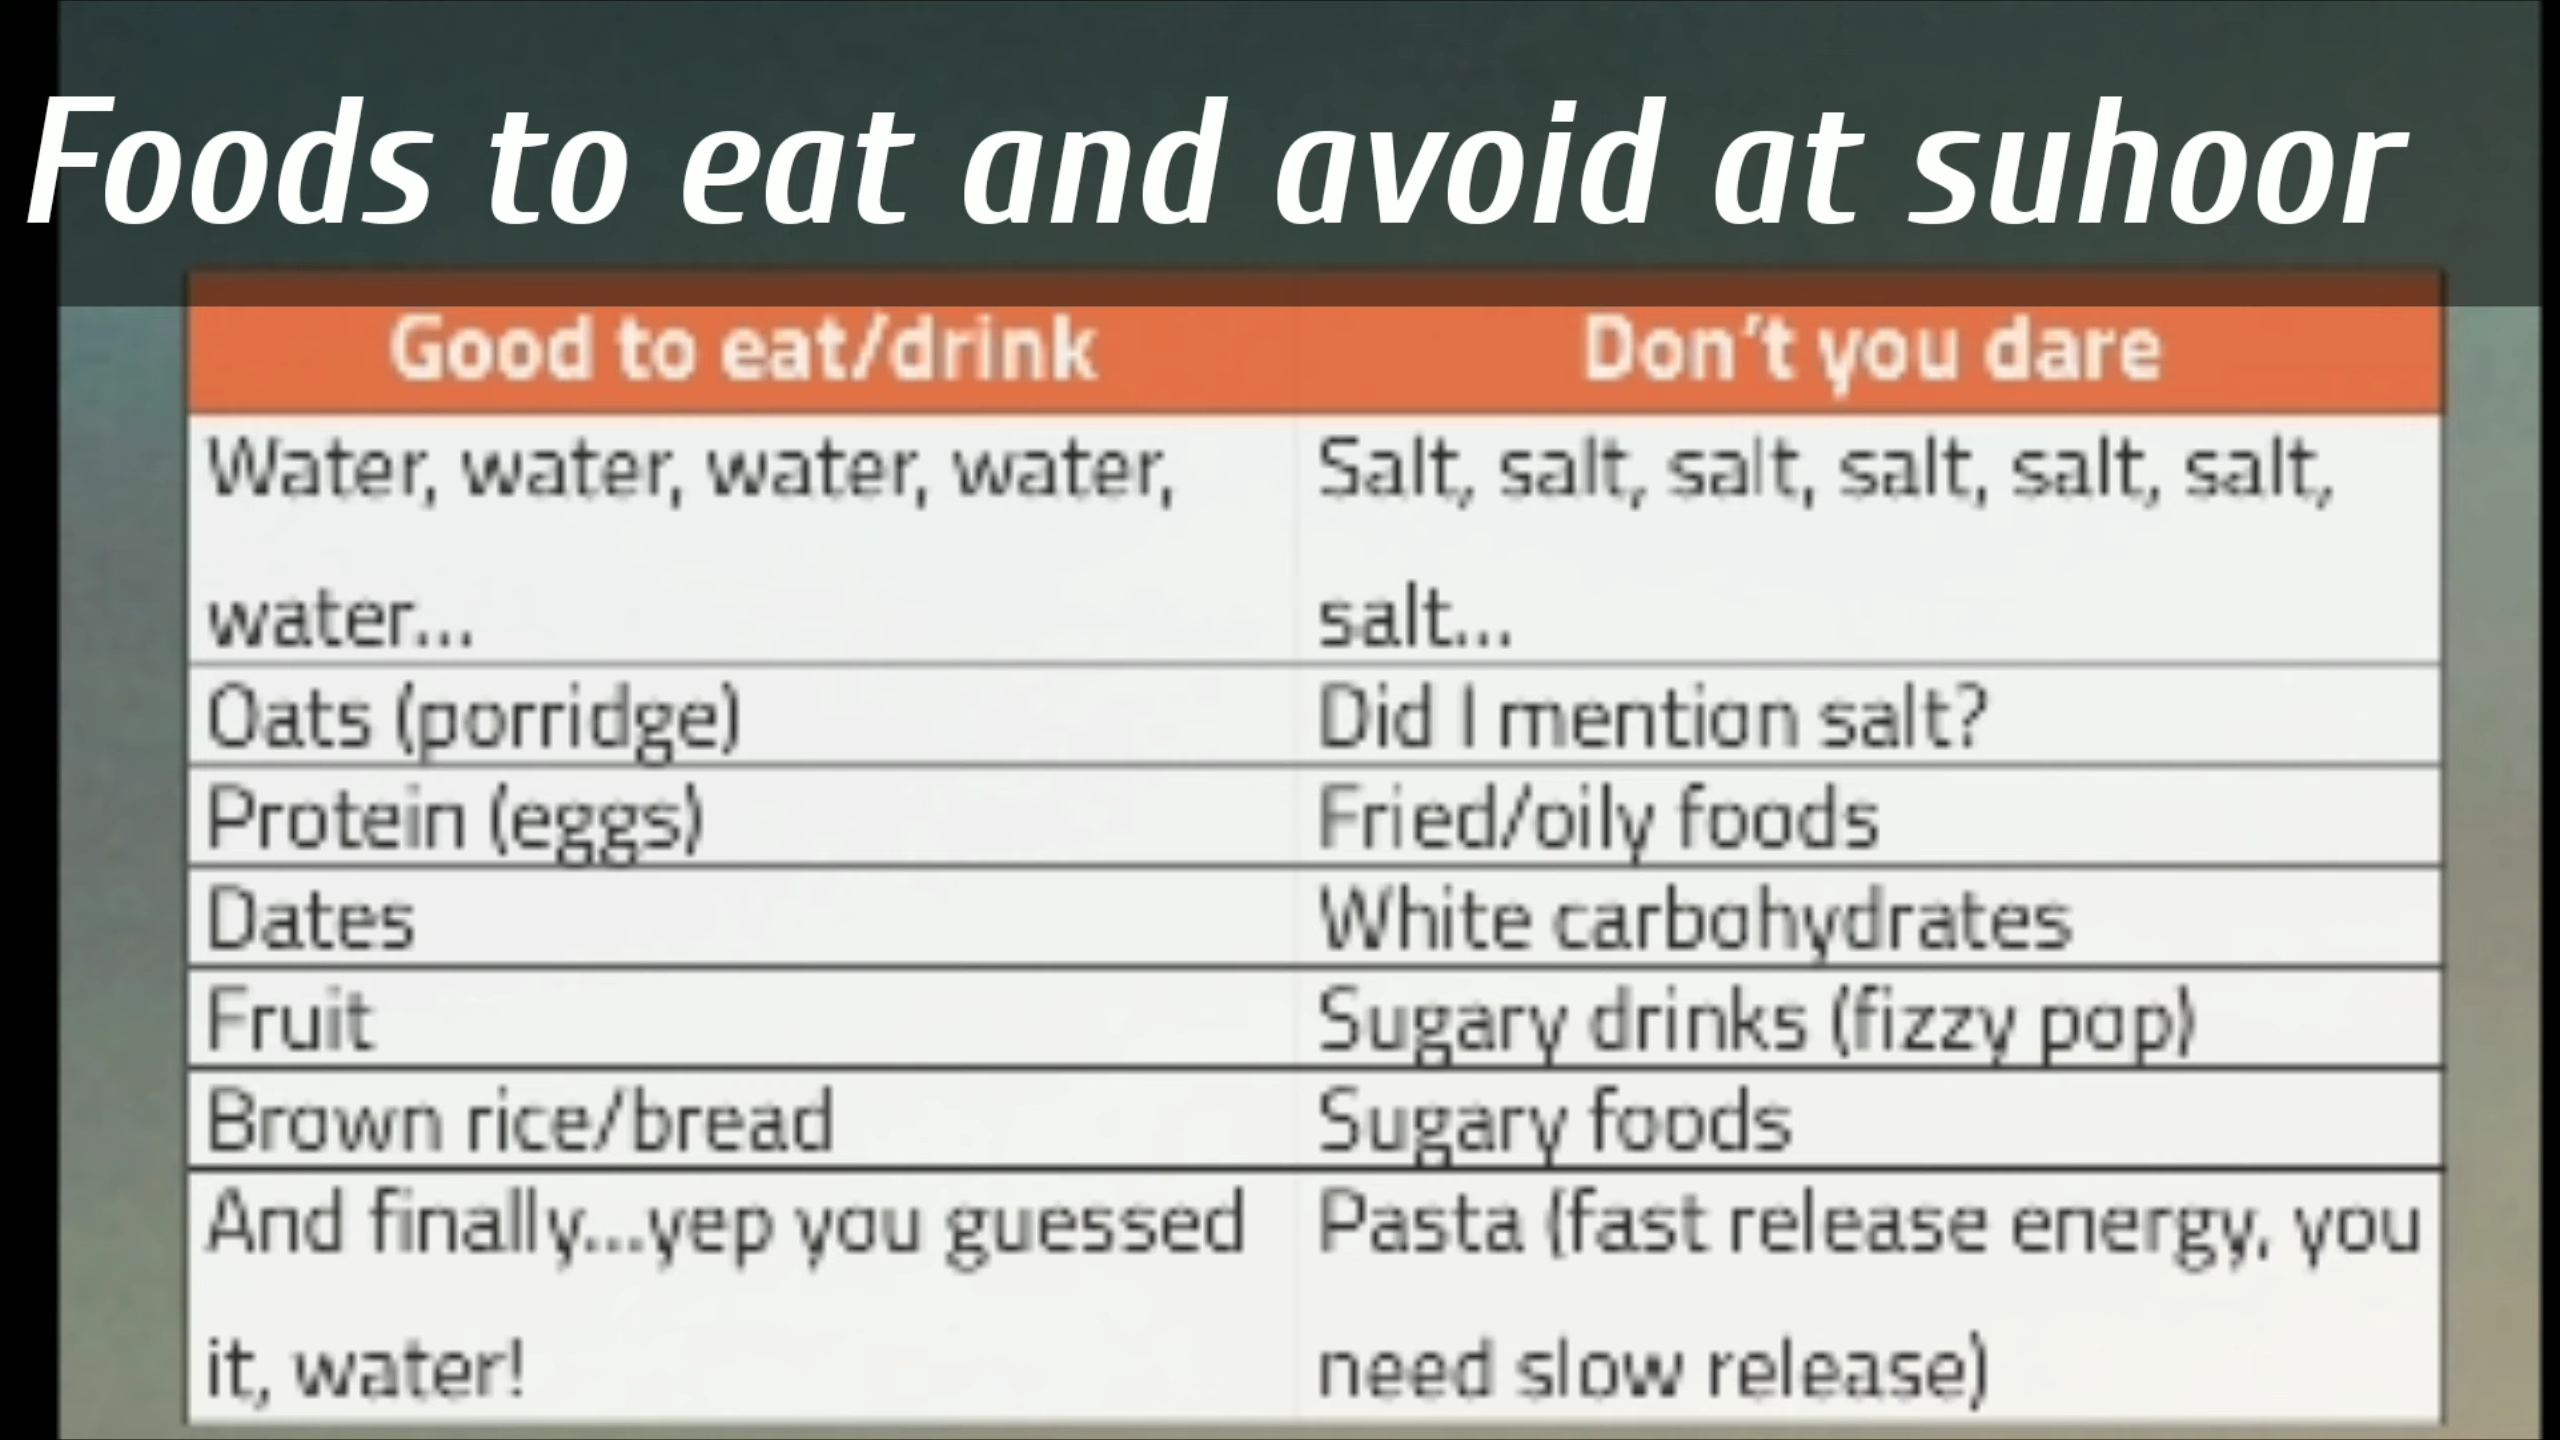 Foods to eat and avoid at suhoor
Good to eat/drink
Don't you dare
Water, water, water, water,
water...
Salt, salt, salt, salt, salt, salt,
salt...
Oats (porridge)
Did I mention salt?
Protein (eggs)
Fried/oily foods
Dates
White carbohydrates
Fruit
Sugary drinks (fizzy pop)
Brown rice/bread
Sugary foods
And finally...yep you guessed
it, water!
Pasta (fast release energy, you
need slow release)